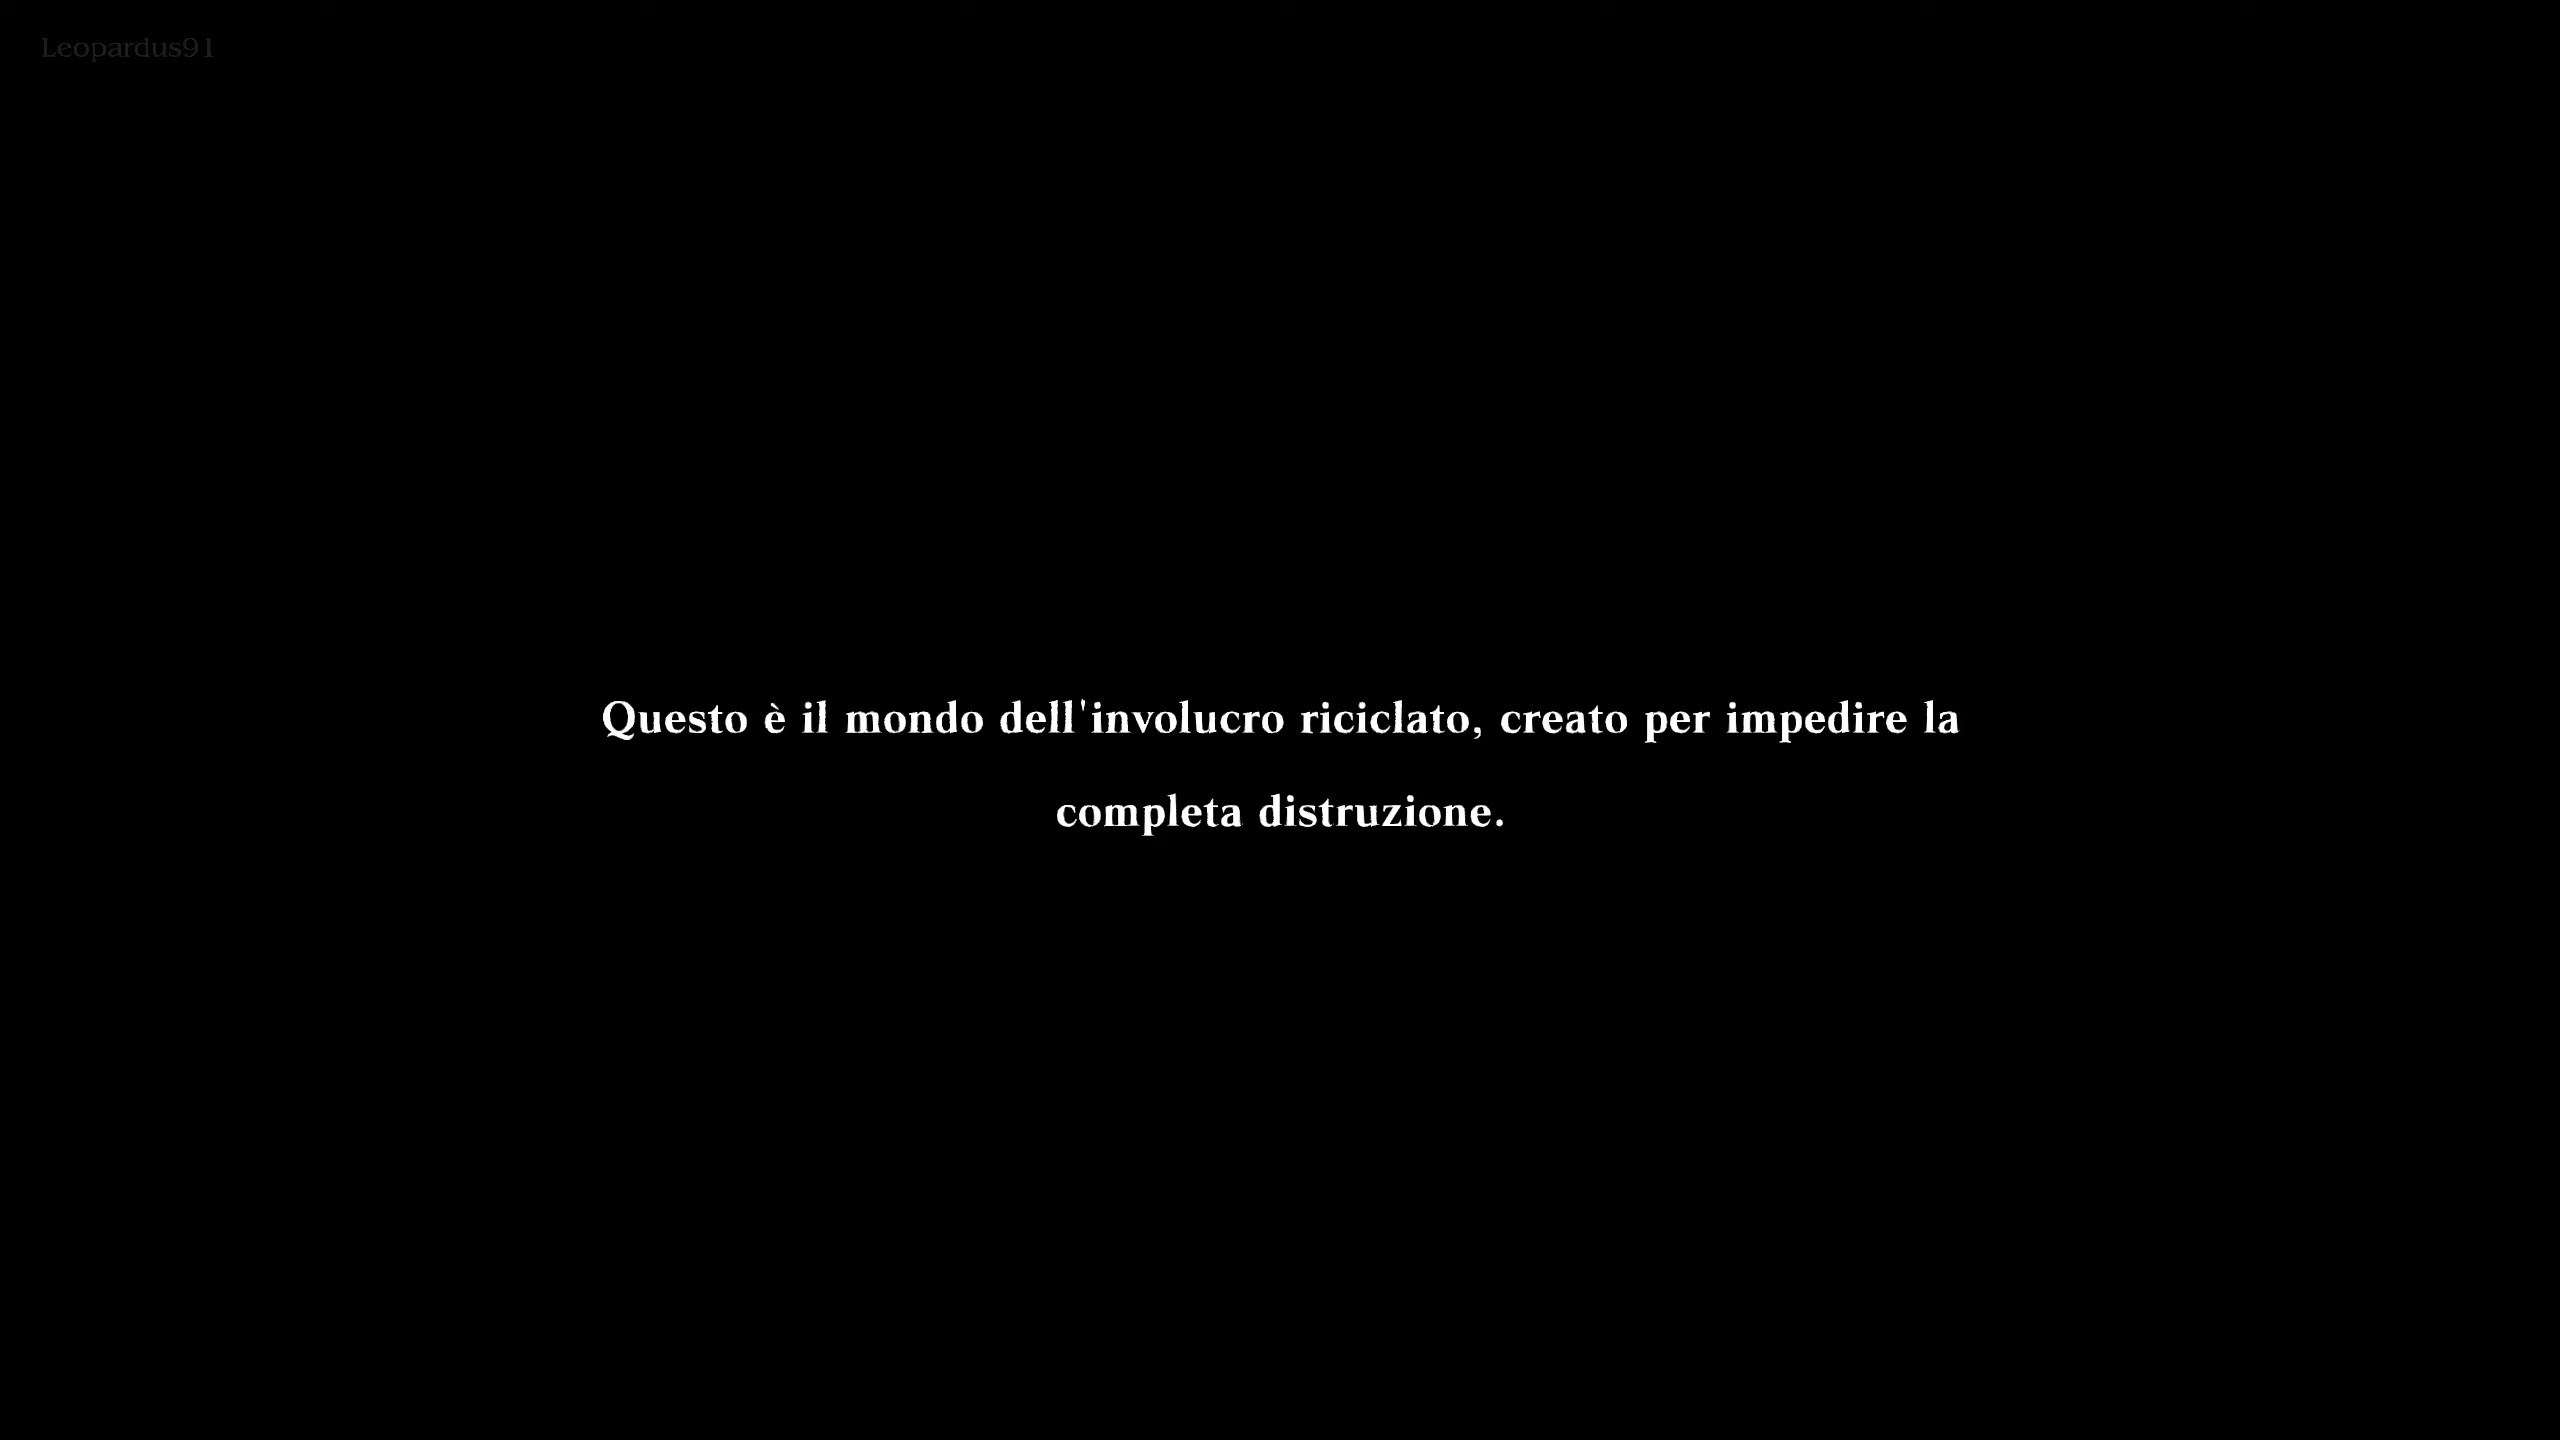 Leopardus91
Questo è il mondo dell'involucro riciclato, creato per impedire la
completa distruzione.